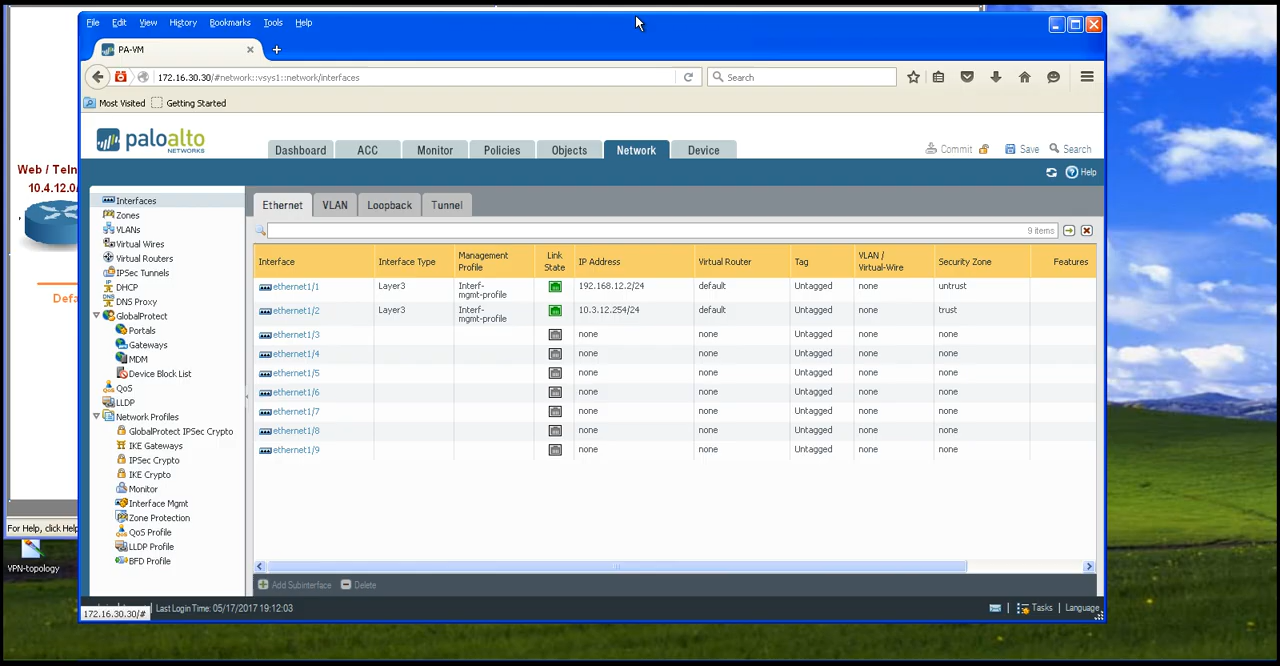 File Edit View History Bookmarks Tools Help
PA-VM
172.16.30.30/#network::vsys1::network/interfaces
Search
Most Visited Getting Started
paloalto
NETWORKS
Dashboard ACC Monitor Policies Objects Network Device
Commit Save Search
Help
Web / Teln
10.4.12.0/
Defa
For Help, click Help
VPN-topology
Interfaces
Zones
VLANs
Virtual Wires
Virtual Routers
IPSec Tunnels
DHCP
DNS Proxy
GlobalProtect
Portals
Gateways
MDM
Device Block List
QoS
LLDP
Network Profiles
GlobalProtect IPSec Crypto
IKE Gateways
IPSec Crypto
IKE Crypto
Monitor
Interface Mgmt
Zone Protection
QoS Profile
LLDP Profile
BFD Profile
Ethernet VLAN Loopback Tunnel
9 items
Interface Interface Type Management Profile Link State IP Address Virtual Router Tag VLAN / Virtual-Wire Security Zone Features
ethernet1/1 Layer3 Interf-mgmt-profile 192.168.12.2/24 default Untagged none untrust
ethernet1/2 Layer3 Interf-mgmt-profile 10.3.12.254/24 default Untagged none trust
ethernet1/3 none none Untagged none none
ethernet1/4 none none Untagged none none
ethernet1/5 none none Untagged none none
ethernet1/6 none none Untagged none none
ethernet1/7 none none Untagged none none
ethernet1/8 none none Untagged none none
ethernet1/9 none none Untagged none none
Add Subinterface Delete
Last Login Time: 05/17/2017 19:12:03
Tasks Language
172.16.30.30/#